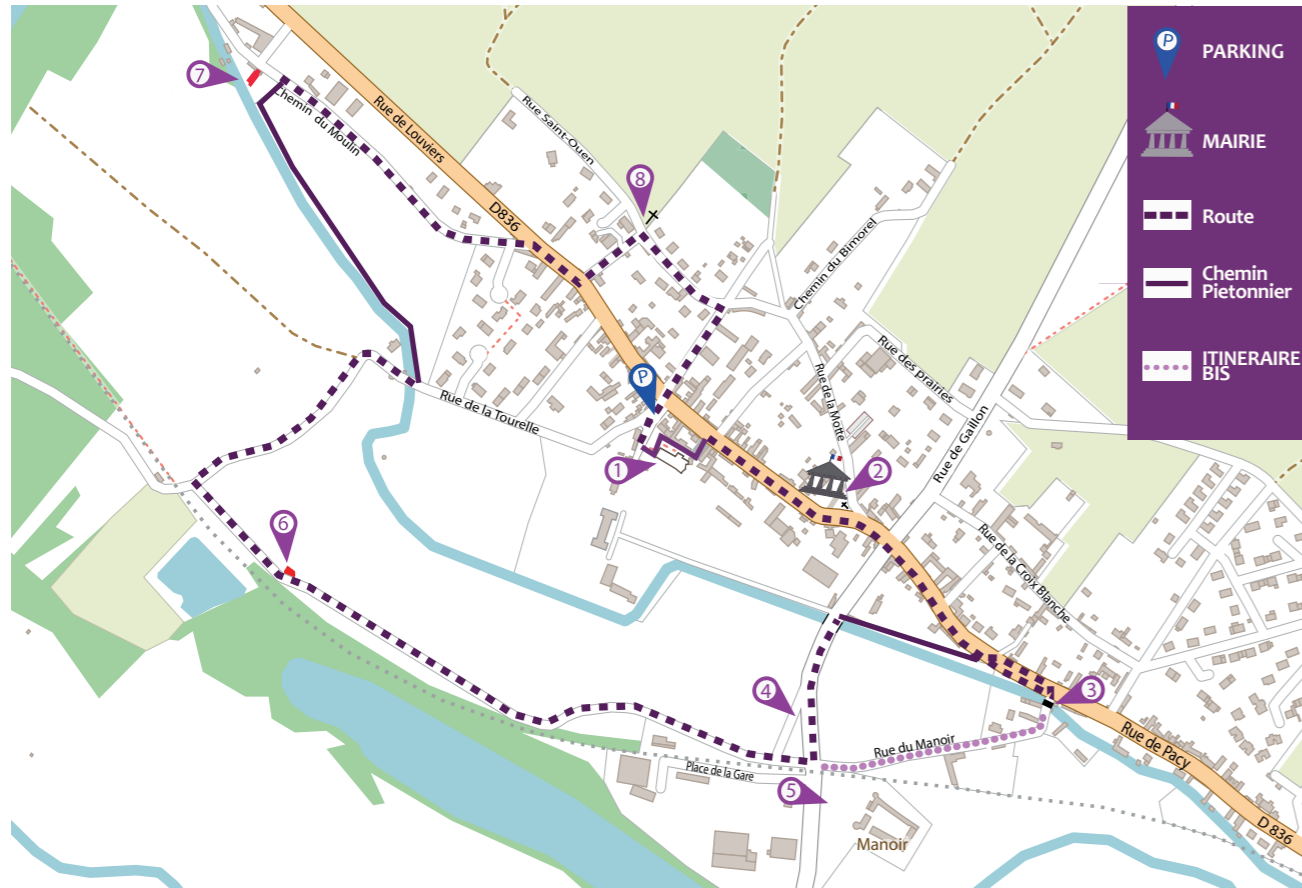 P
PARKING
MAIRIE
Route
Chemin
Pietonnier
ITINERAIRE
BIS
7
Chemin du Moulin
Rue de Louviers
Rue Saint-Ouen
8
D836
Chemin du Bimorel
Rue des prairies
P
Rue de la Tourelle
Rue de la Motte
Rue de Gaillon
1
2
6
Rue de la Croix Blanche
4
3
Rue du Manoir
Rue de Pacy
Place de la Gare
5
Manoir
D 836